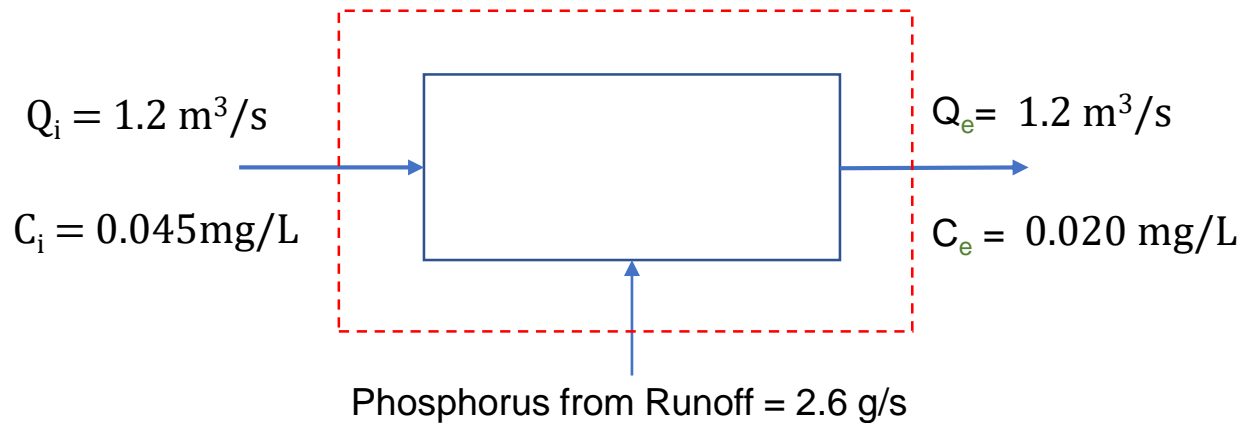 Qᵢ = 1.2 m³/s
Qₑ= 1.2 m³/s
Cᵢ = 0.045mg/L
Cₑ = 0.020 mg/L
Phosphorus from Runoff = 2.6 g/s